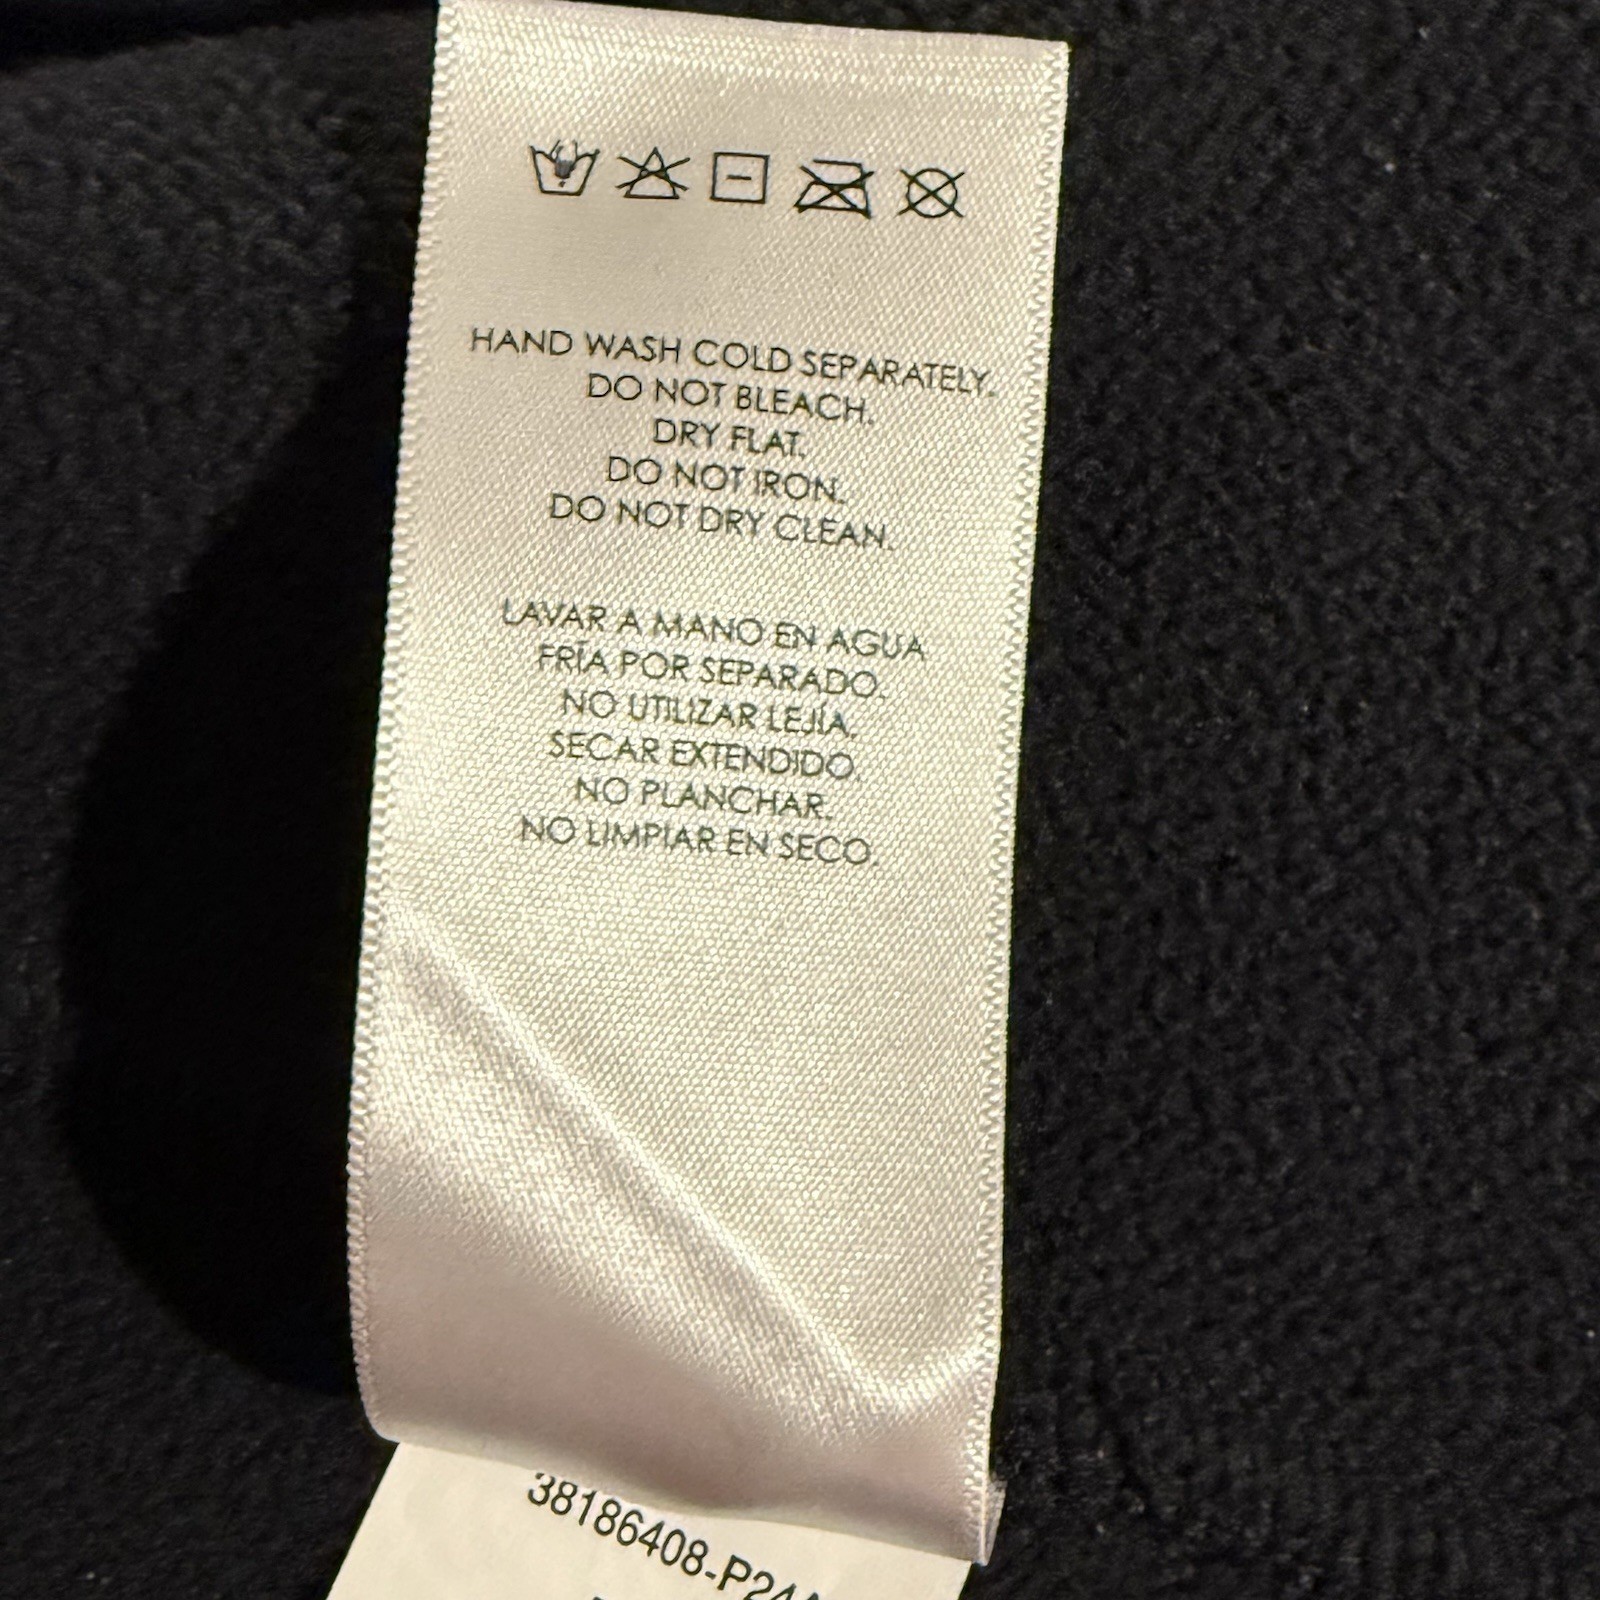 HAND WASH COLD SEPARATELY.
DO NOT BLEACH.
DRY FLAT.
DO NOT IRON.
DO NOT DRY CLEAN.
LAVAR A MANO EN AGUA
FRÍA POR SEPARADO.
NO UTILIZAR LEJÍA.
SECAR EXTENDIDO.
NO PLANCHAR.
NO LIMPIAR EN SECO.
38186408-P24